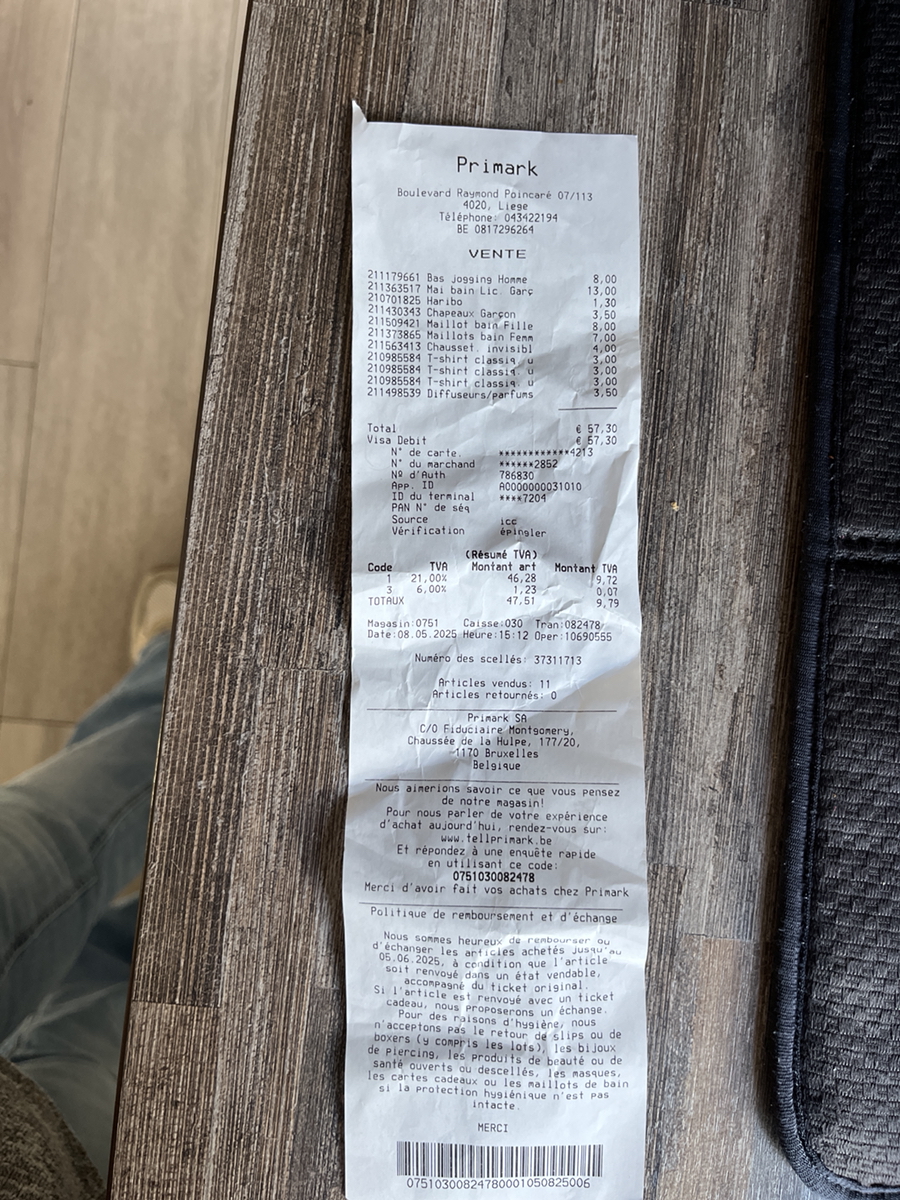 Primark
Boulevard Raymond Poincaré 07/113
4020, Liege
Téléphone: 043422194
BE 0817296264
VENTE
211179661 Bas jogging Homme 8,00
211363517 Mai bain Lic. Garç 13,00
210701825 Haribo 1,30
211430343 Chapeaux Garçon 3,50
211509421 Maillot bain Fille 8,00
211373865 Maillots bain Femm 7,00
211563413 Chausset. invisibl 4,00
210985584 T-shirt classiq. u 3,00
210985584 T-shirt classiq. u 3,00
210985584 T-shirt classiq. u 3,00
211498539 Diffuseurs/parfums 3,50
Total € 57,30
Visa Debit € 57,30
N° de carte. ************4213
N° du marchand ******2852
Nº d'Auth 786830
App. ID A0000000031010
ID du terminal ****7204
PAN N° de séq
Source icc
Vérification épingler
(Résumé TVA)
Code TVA Montant art Montant TVA
1 21,00% 46,28 9,72
3 6,00% 1,23 0,07
TOTAUX 47,51 9,79
Magasin:0751 Caisse:030 Tran:082478
Date:08.05.2025 Heure:15:12 Oper:10690555
Numéro des scellés: 37311713
Articles vendus: 11
Articles retournés: 0
Primark SA
C/O Fiduciaire Montgomery,
Chaussée de la Hulpe, 177/20,
1170 Bruxelles
Belgique
Nous aimerions savoir ce que vous pensez
de notre magasin!
Pour nous parler de votre expérience
d'achat aujourd'hui, rendez-vous sur:
www.tellprimark.be
Et répondez à une enquête rapide
en utilisant ce code:
0751030082478
Merci d'avoir fait vos achats chez Primark
Politique de remboursement et d'échange
Nous sommes heureux de rembourser ou
d'échanger les articles achetés jusqu'au
05.06.2025, à condition que l'article
soit renvoyé dans un état vendable,
accompagné du ticket original.
Si l'article est renvoyé avec un ticket
cadeau, nous proposerons un échange.
Pour des raisons d'hygiène, nous
n'acceptons pas le retour de slips ou de
boxers (y compris les lots), les bijoux
de piercing, les produits de beauté ou de
santé ouverts ou descellés, les masques,
les cartes cadeaux ou les maillots de bain
si la protection hygiénique n'est pas
intacte.
MERCI
07510300824780001050825006